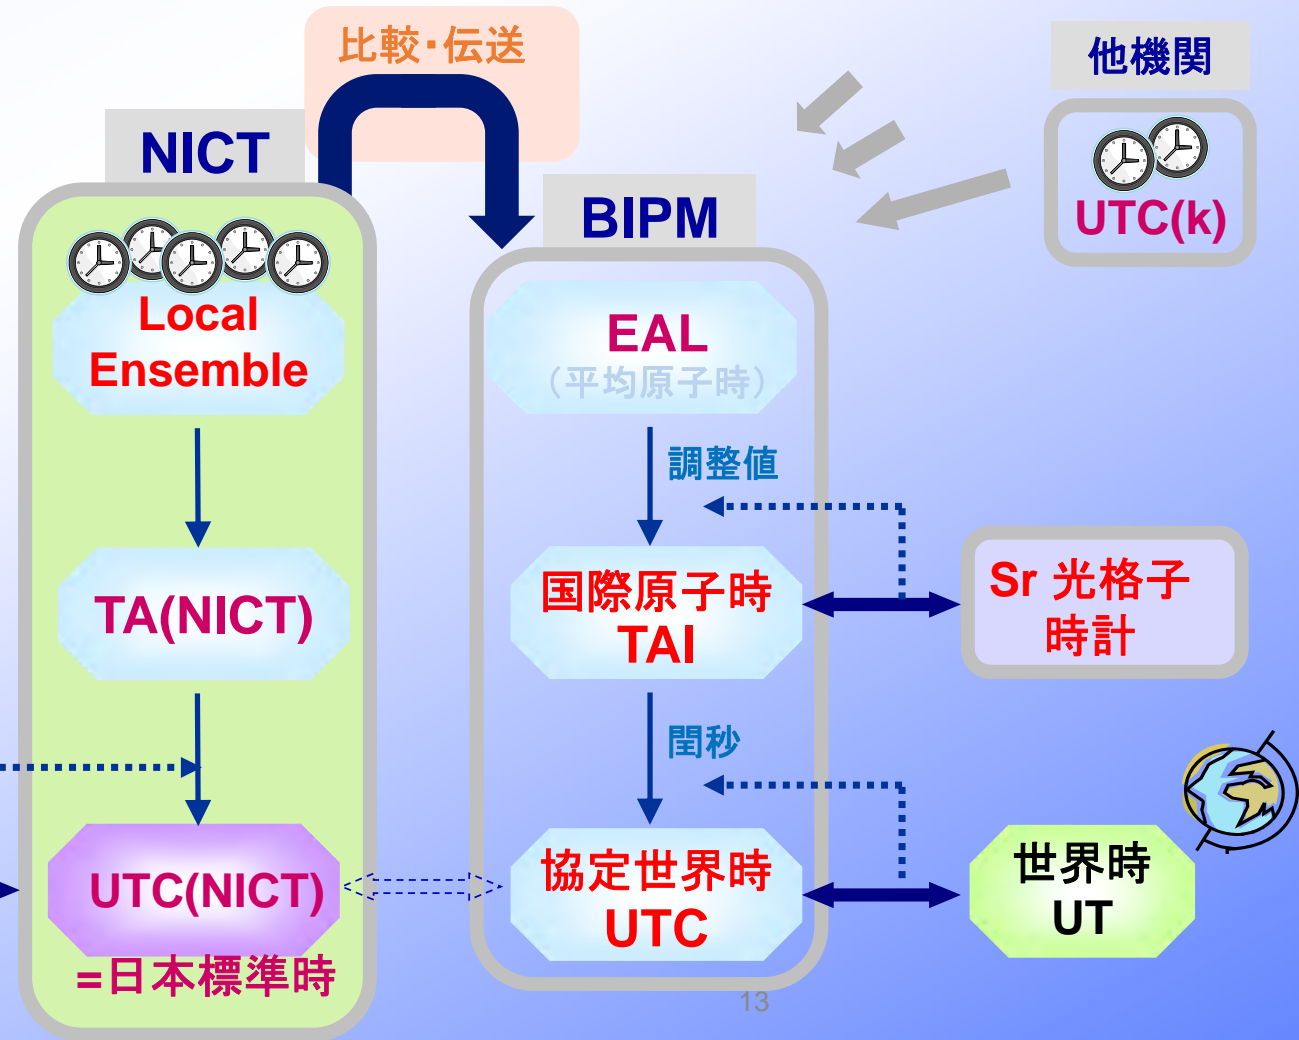 比較・伝送
他機関
NICT
UTC(k)
BIPM
Local
Ensemble
EAL
（平均原子時）
調整値
TA(NICT)
国際原子時
TAI
Sr 光格子
時計
閏秒
UTC(NICT)
=日本標準時
協定世界時
UTC
世界時
UT
13